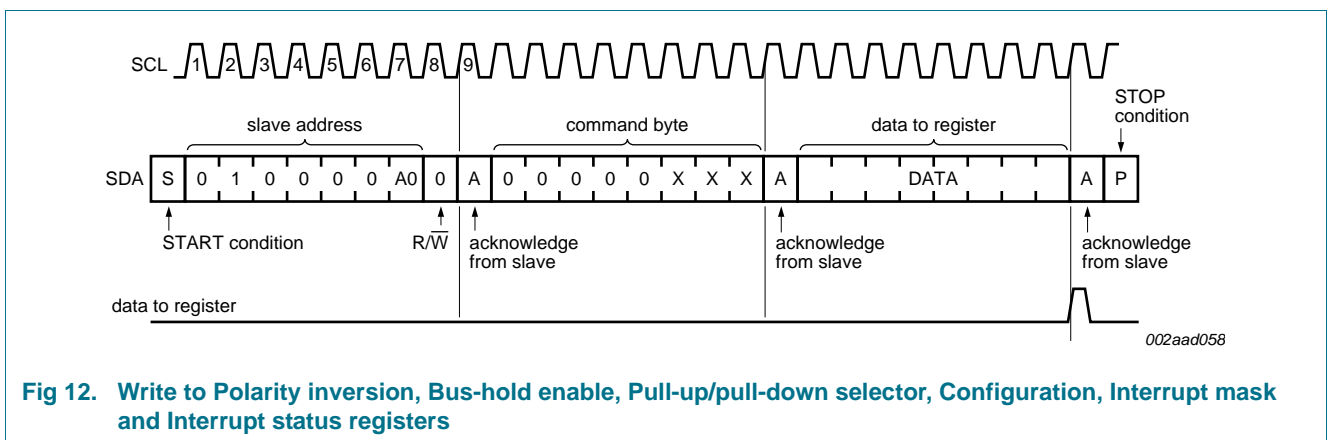 SCL 1 2 3 4 5 6 7 8 9
STOP
condition
slave address command byte data to register
SDA S 0 1 0 0 0 0 A0 0 A 0 0 0 0 0 X X X A DATA A P
START condition R/W̅ acknowledge acknowledge acknowledge
from slave from slave from slave
data to register
002aad058
Fig 12. Write to Polarity inversion, Bus-hold enable, Pull-up/pull-down selector, Configuration, Interrupt mask
and Interrupt status registers